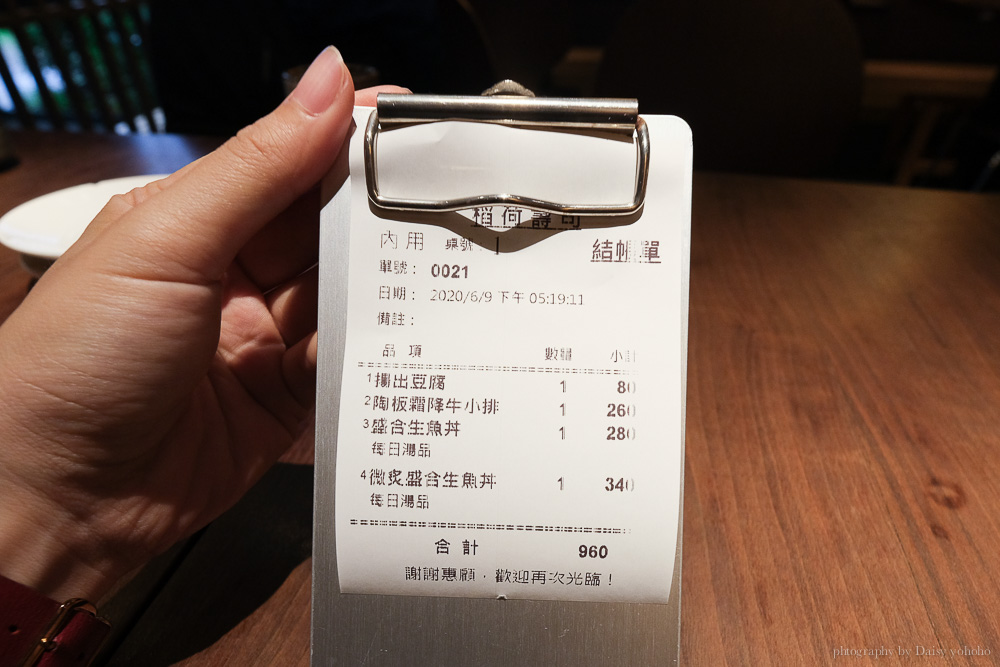 稻荷壽司
內用 桌號：1
結帳單
單號：0021
日期：2020/6/9 下午 05:19:11
備註：
品項 數量 小計
1 揚出豆腐 1 80
2 陶板霜降牛小排 1 260
3 盛合生魚丼 1 280
每日湯品
4 微炙盛合生魚丼 1 340
每日湯品
合計 960
謝謝惠顧，歡迎再次光臨！
photography by Daisy yohoho